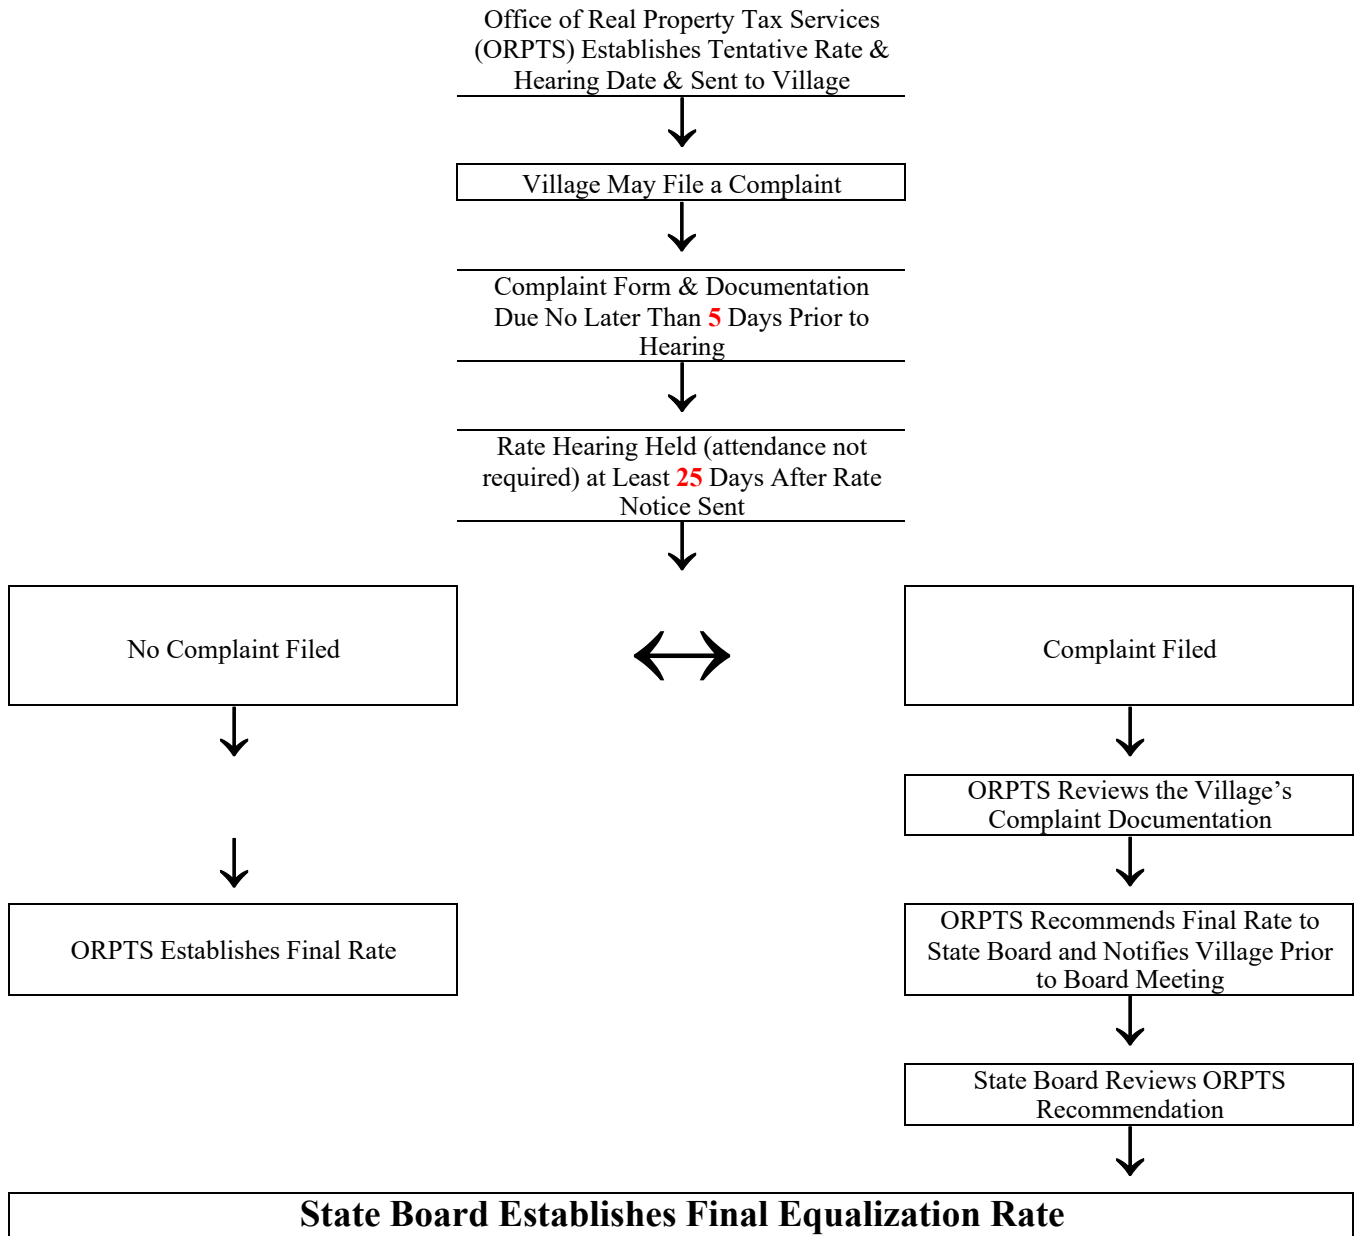 Office of Real Property Tax Services
(ORPTS) Establishes Tentative Rate &
Hearing Date & Sent to Village
Village May File a Complaint
Complaint Form & Documentation
Due No Later Than 5 Days Prior to
Hearing
Rate Hearing Held (attendance not
required) at Least 25 Days After Rate
Notice Sent
No Complaint Filed
Complaint Filed
ORPTS Reviews the Village’s
Complaint Documentation
ORPTS Establishes Final Rate
ORPTS Recommends Final Rate to
State Board and Notifies Village Prior
to Board Meeting
State Board Reviews ORPTS
Recommendation
State Board Establishes Final Equalization Rate